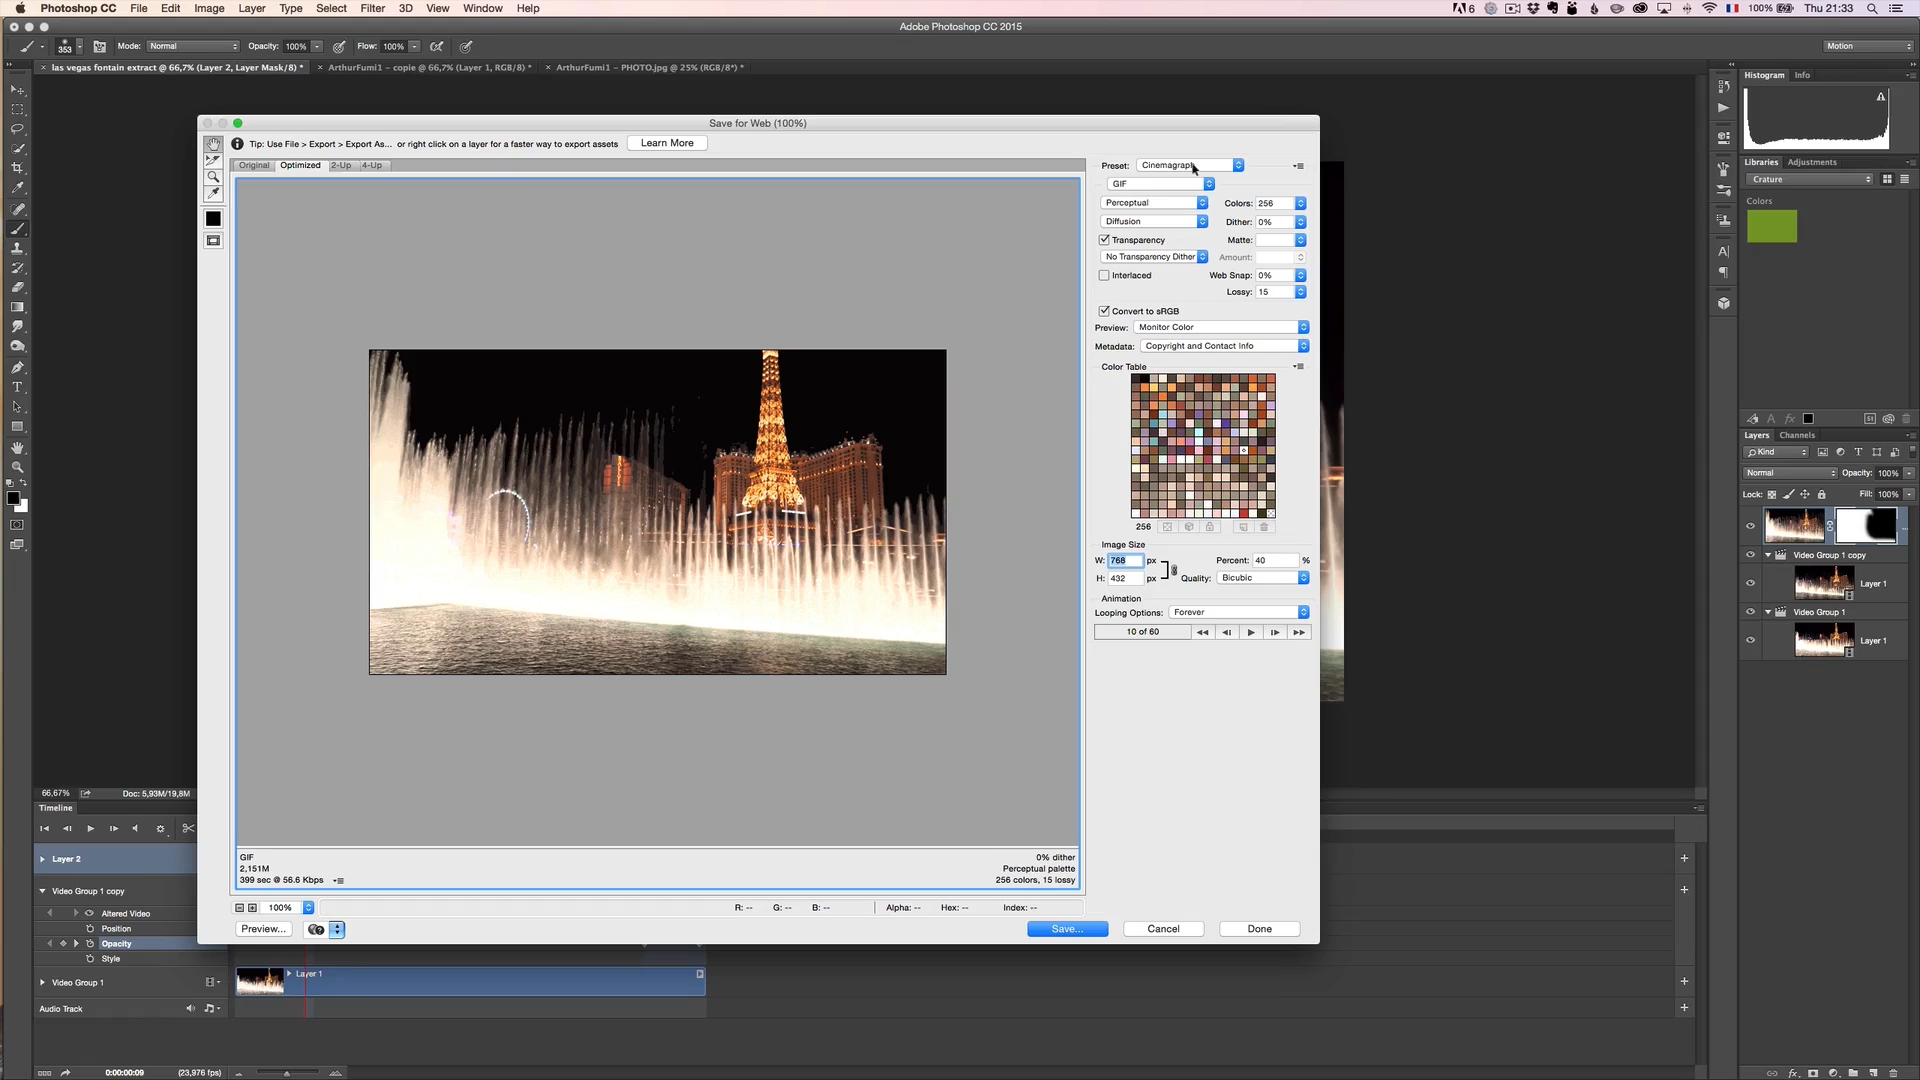 Photoshop CC File Edit Image Layer Type Select Filter 3D View Window Help 6 100% Thu 21:33
Adobe Photoshop CC 2015
353 Mode: Normal Opacity: 100% Flow: 100% Motion
× las vegas fontain extract @ 66,7% (Layer 2, Layer Mask/8) * × ArthurFumi1 – copie @ 66,7% (Layer 1, RGB/8) * × ArthurFumi1 – PHOTO.jpg @ 25% (RGB/8*) *
Histogram Info
Save for Web (100%)
Tip: Use File > Export > Export As... or right click on a layer for a faster way to export assets Learn More
Original Optimized 2-Up 4-Up
Preset: Cinemagraph
GIF
Perceptual Colors: 256
Diffusion Dither: 0%
Transparency Matte:
No Transparency Dither Amount:
Interlaced Web Snap: 0%
Lossy: 15
Convert to sRGB
Preview: Monitor Color
Metadata: Copyright and Contact Info
Color Table
256
Image Size
W: 768 px Percent: 40 %
H: 432 px Quality: Bicubic
Animation
Looping Options: Forever
10 of 60
GIF 0% dither
2,151M Perceptual palette
399 sec @ 56.6 Kbps 256 colors, 15 lossy
100% R: -- G: -- B: -- Alpha: -- Hex: -- Index: --
Preview... Save... Cancel Done
Libraries Adjustments
Crature
Colors
Layers Channels
Kind
Normal Opacity: 100%
Lock: Fill: 100%
Video Group 1 copy
Layer 1
Video Group 1
Layer 1
66,67% Doc: 5,93M/19,8M
Timeline
Layer 2
Video Group 1 copy
Altered Video
Position
Opacity
Style
Video Group 1 Layer 1
Audio Track
0:00:00:09 (23,976 fps)